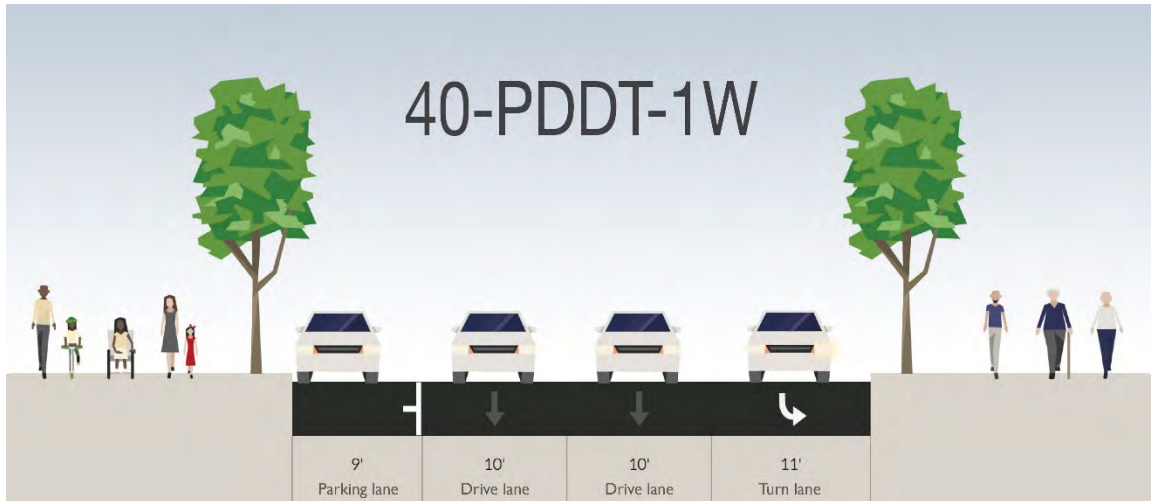 40-PDDT-1W
9'
Parking lane
10'
Drive lane
10'
Drive lane
11'
Turn lane